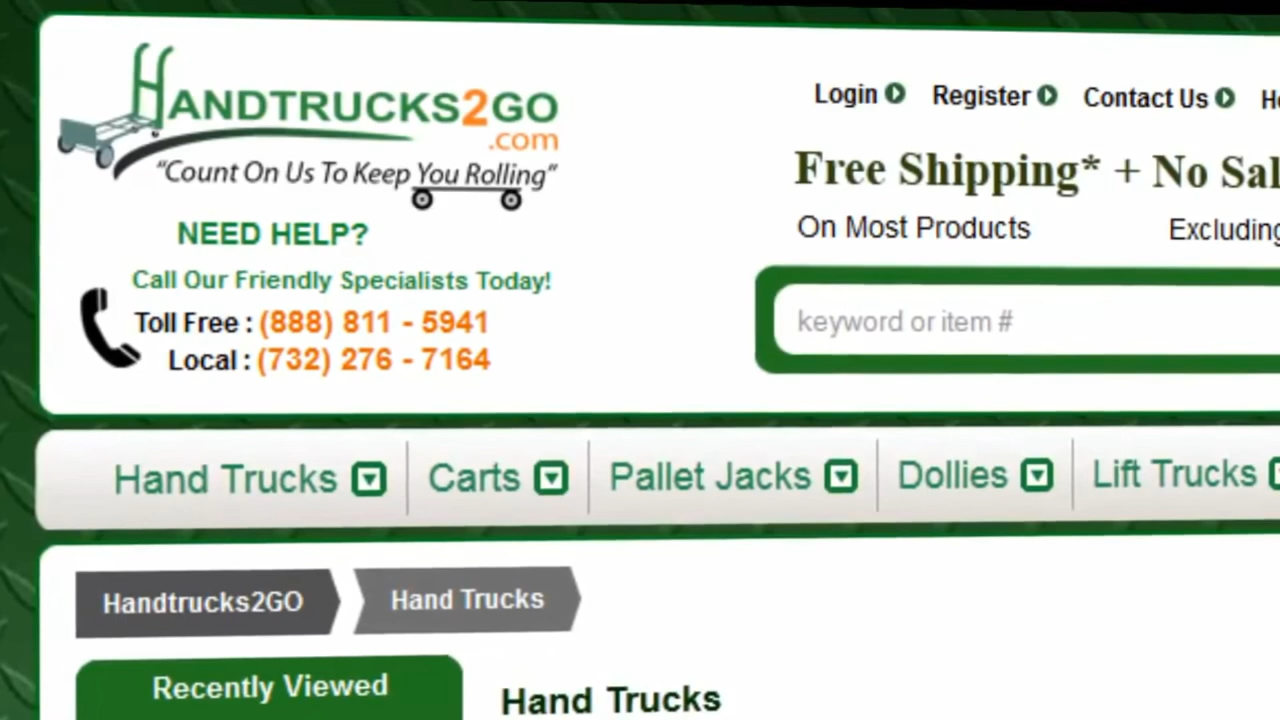 HANDTRUCKS2GO
.com
"Count On Us To Keep You Rolling"
NEED HELP?
Call Our Friendly Specialists Today!
Toll Free : (888) 811 - 5941
Local : (732) 276 - 7164
Login Register Contact Us
Free Shipping* + No
On Most Products Excluding
keyword or item #
Hand Trucks Carts Pallet Jacks Dollies Lift Trucks
Handtrucks2GO Hand Trucks
Recently Viewed
Hand Trucks